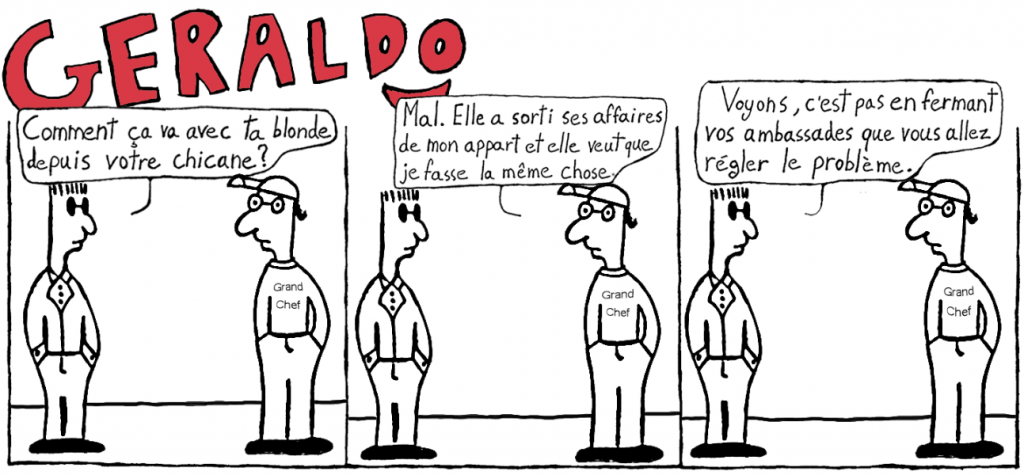 GERALDO
Comment ça va avec ta blonde
depuis votre chicane?
Mal. Elle a sorti ses affaires
de mon appart et elle veut que
je fasse la même chose.
Voyons, c'est pas en fermant
vos ambassades que vous allez
régler le problème.
Grand
Chef
Grand
Chef
Grand
Chef